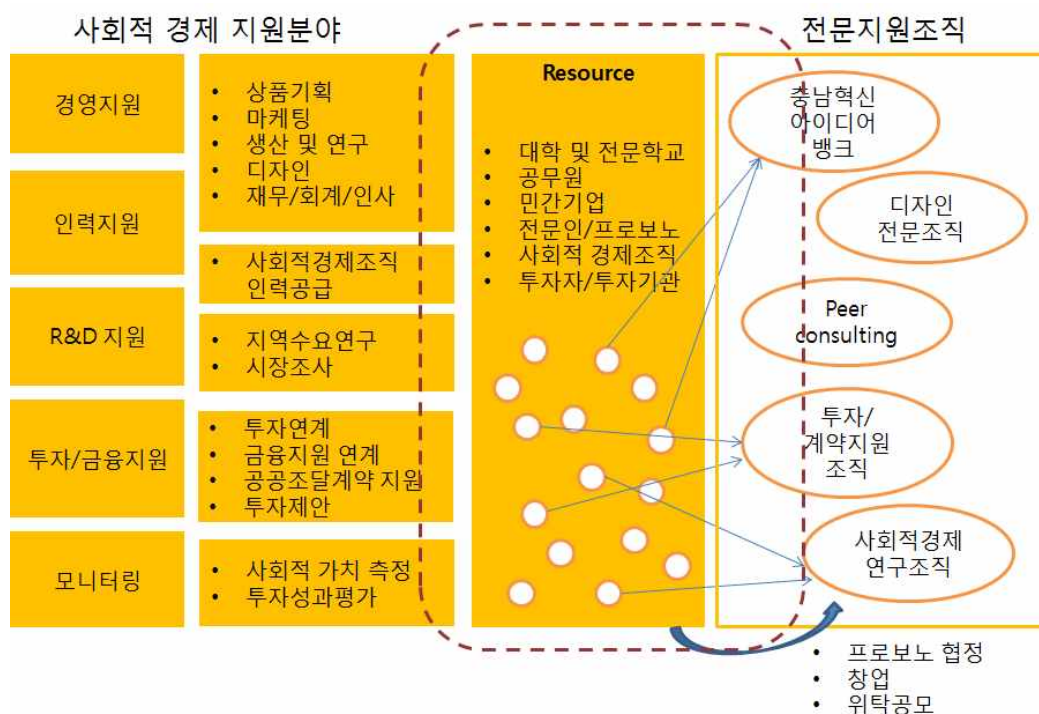 사회적 경제 지원분야
경영지원
• 상품기획
• 마케팅
• 생산 및 연구
• 디자인
• 재무/회계/인사
인력지원
• 사회적경제조직
인력공급
R&D 지원
• 지역수요연구
• 시장조사
투자/금융지원
• 투자연계
• 금융지원 연계
• 공공조달계약 지원
• 투자제안
모니터링
• 사회적 가치 측정
• 투자성과평가
Resource
• 대학 및 전문학교
• 공무원
• 민간기업
• 전문인/프로보노
• 사회적 경제조직
• 투자자/투자기관
전문지원조직
충남혁신
아이디어
뱅크
디자인
전문조직
Peer
consulting
투자/
계약지원
조직
사회적경제
연구조직
• 프로보노 협정
• 창업
• 위탁공모